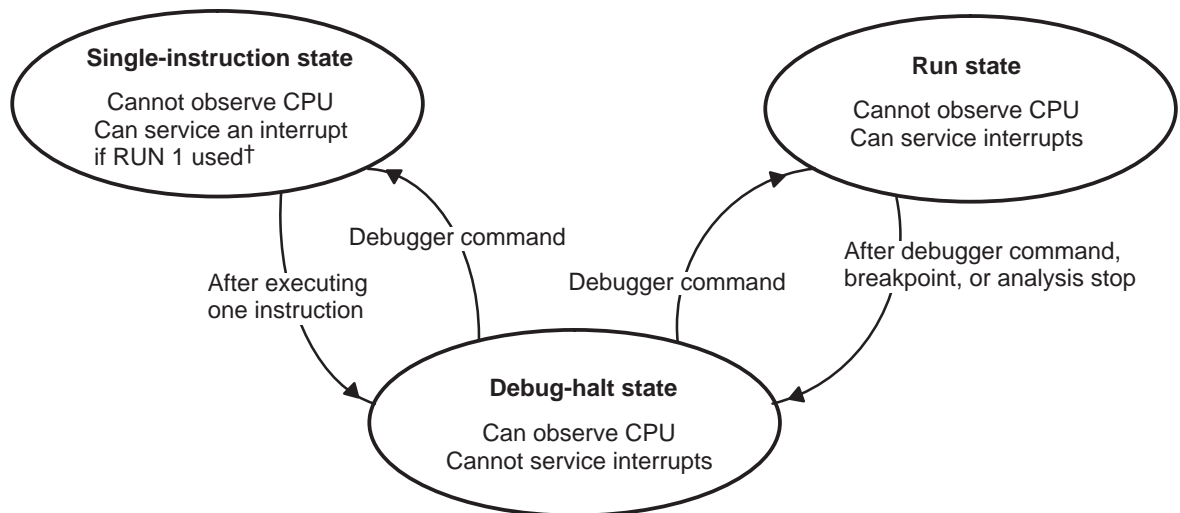 Single-instruction state
Cannot observe CPU
Can service an interrupt
if RUN 1 used†
Run state
Cannot observe CPU
Can service interrupts
Debugger command
After executing
one instruction
Debugger command
After debugger command,
breakpoint, or analysis stop
Debug-halt state
Can observe CPU
Cannot service interrupts